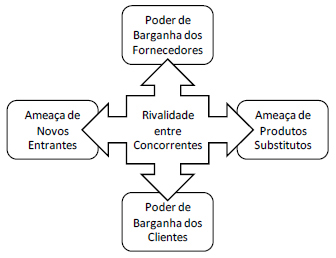 Poder de
Barganha dos
Fornecedores
Ameaça de
Novos
Entrantes
Rivalidade
entre
Concorrentes
Ameaça de
Produtos
Substitutos
Poder de
Barganha dos
Clientes